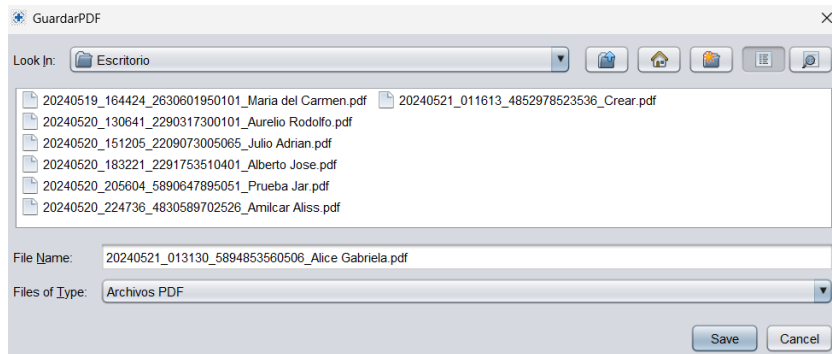 GuardarPDF
Look In: Escritorio
20240519_164424_2630601950101_Maria del Carmen.pdf 20240521_011613_4852978523536_Crear.pdf
20240520_130641_2290317300101_Aurelio Rodolfo.pdf
20240520_151205_2209073005065_Julio Adrian.pdf
20240520_183221_2291753510401_Alberto Jose.pdf
20240520_205604_5890647895051_Prueba Jar.pdf
20240520_224736_4830589702526_Amilcar Aliss.pdf
File Name: 20240521_013130_5894853560506_Alice Gabriela.pdf
Files of Type: Archivos PDF
Save Cancel